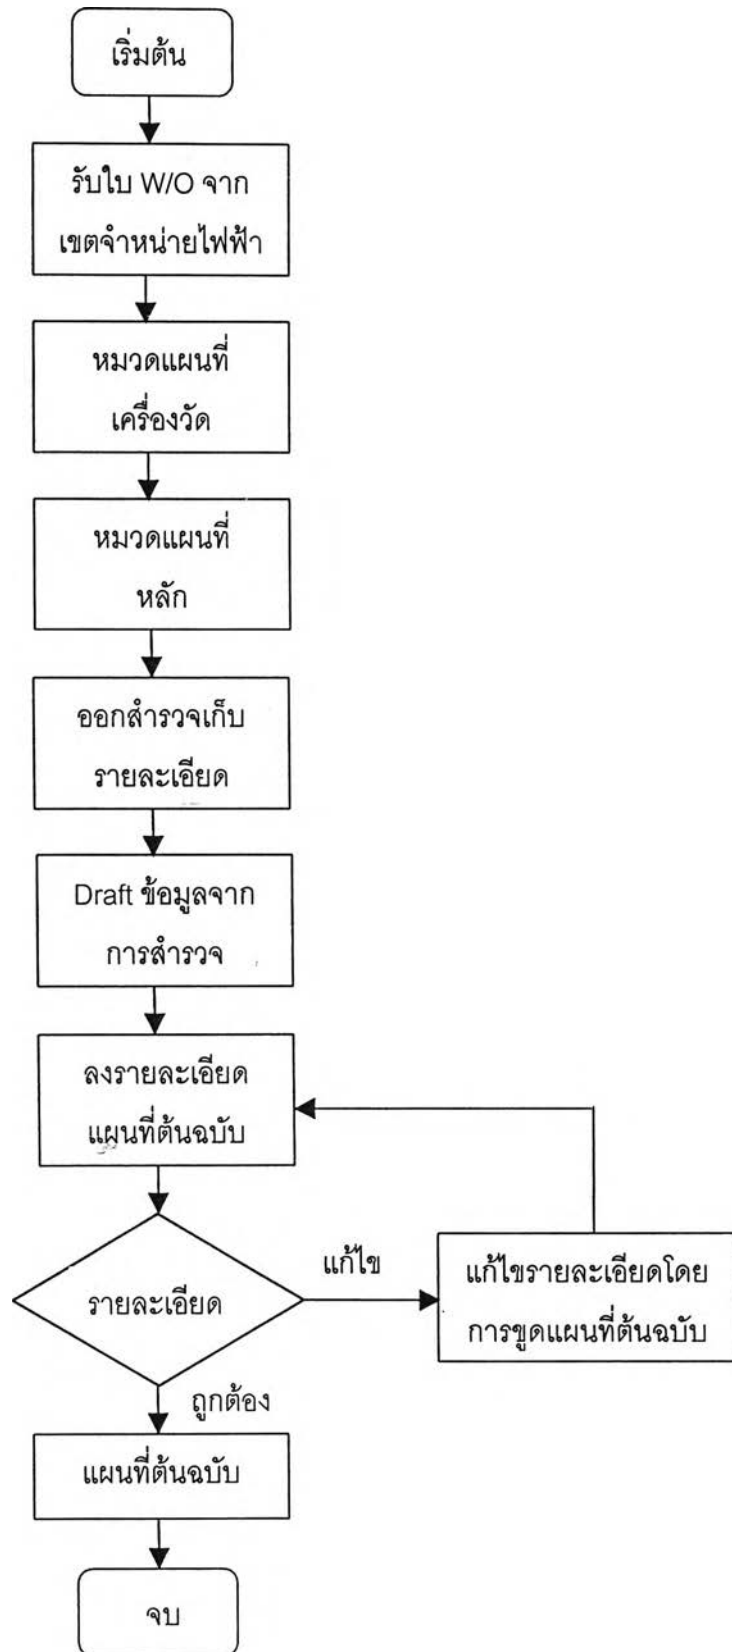 เริ่มต้น
รับใบ W/O จาก
เขตจำหน่ายไฟฟ้า
หมวดแผนที่
เครื่องวัด
หมวดแผนที่
หลัก
ออกสำรวจเก็บ
รายละเอียด
Draft ข้อมูลจาก
การสำรวจ
ลงรายละเอียด
แผนที่ต้นฉบับ
รายละเอียด
แก้ไข
แก้ไขรายละเอียดโดย
การขูดแผนที่ต้นฉบับ
ถูกต้อง
แผนที่ต้นฉบับ
จบ